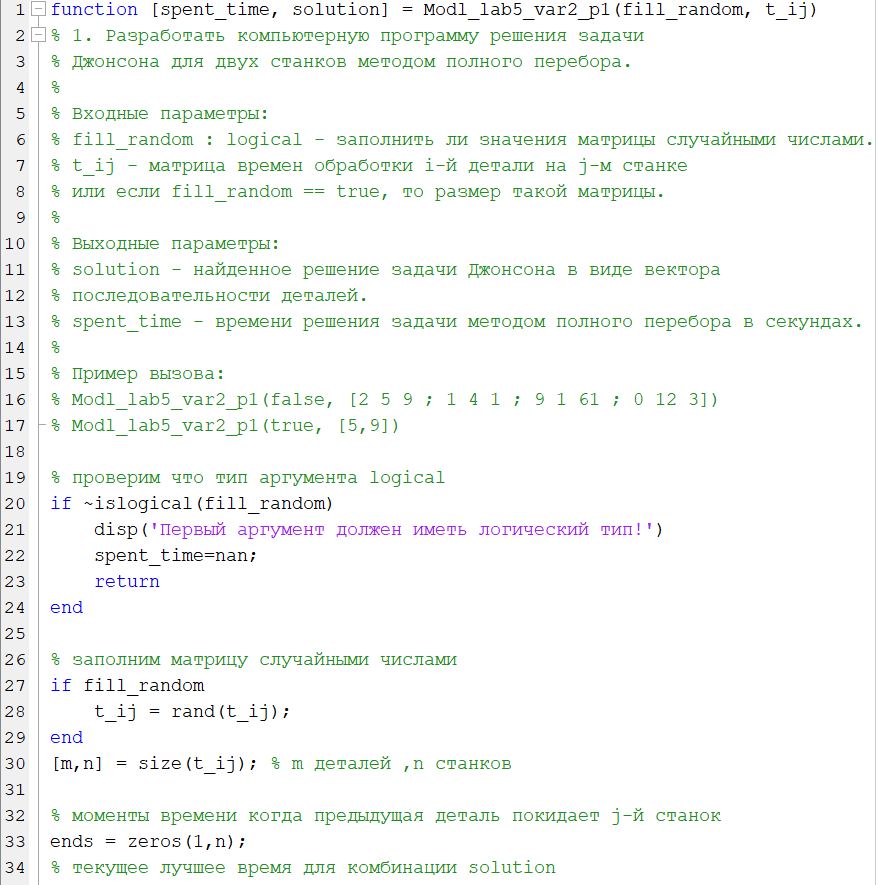 1 function [spent_time, solution] = Modl_lab5_var2_p1(fill_random, t_ij)
2 % 1. Разработать компьютерную программу решения задачи
3 % Джонсона для двух станков методом полного перебора.
4 %
5 % Входные параметры:
6 % fill_random : logical - заполнить ли значения матрицы случайными числами.
7 % t_ij - матрица времен обработки i-й детали на j-м станке
8 % или если fill_random == true, то размер такой матрицы.
9 %
10 % Выходные параметры:
11 % solution - найденное решение задачи Джонсона в виде вектора
12 % последовательности деталей.
13 % spent_time - времени решения задачи методом полного перебора в секундах.
14 %
15 % Пример вызова:
16 % Modl_lab5_var2_p1(false, [2 5 9 ; 1 4 1 ; 9 1 61 ; 0 12 3])
17 % Modl_lab5_var2_p1(true, [5,9])
18
19 % проверим что тип аргумента logical
20 if ~islogical(fill_random)
21     disp('Первый аргумент должен иметь логический тип!')
22     spent_time=nan;
23     return
24 end
25
26 % заполним матрицу случайными числами
27 if fill_random
28     t_ij = rand(t_ij);
29 end
30 [m,n] = size(t_ij); % m деталей ,n станков
31
32 % моменты времени когда предыдущая деталь покидает j-й станок
33 ends = zeros(1,n);
34 % текущее лучшее время для комбинации solution